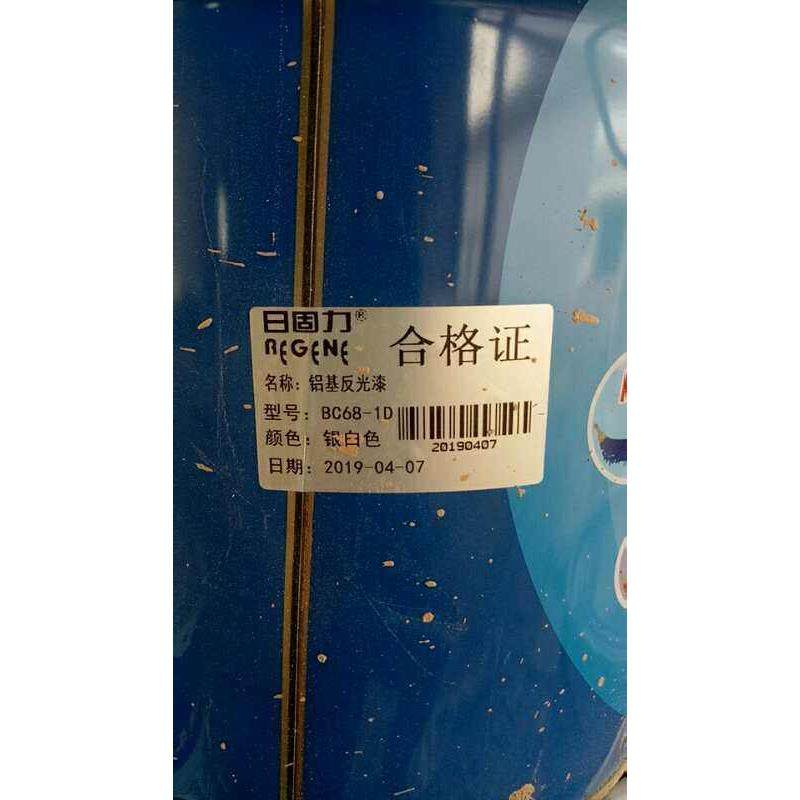 日固力®
REGENE
合格证
名称：铝基反光漆
型号：BC68-1D
颜色：银白色
20190407
日期：2019-04-07